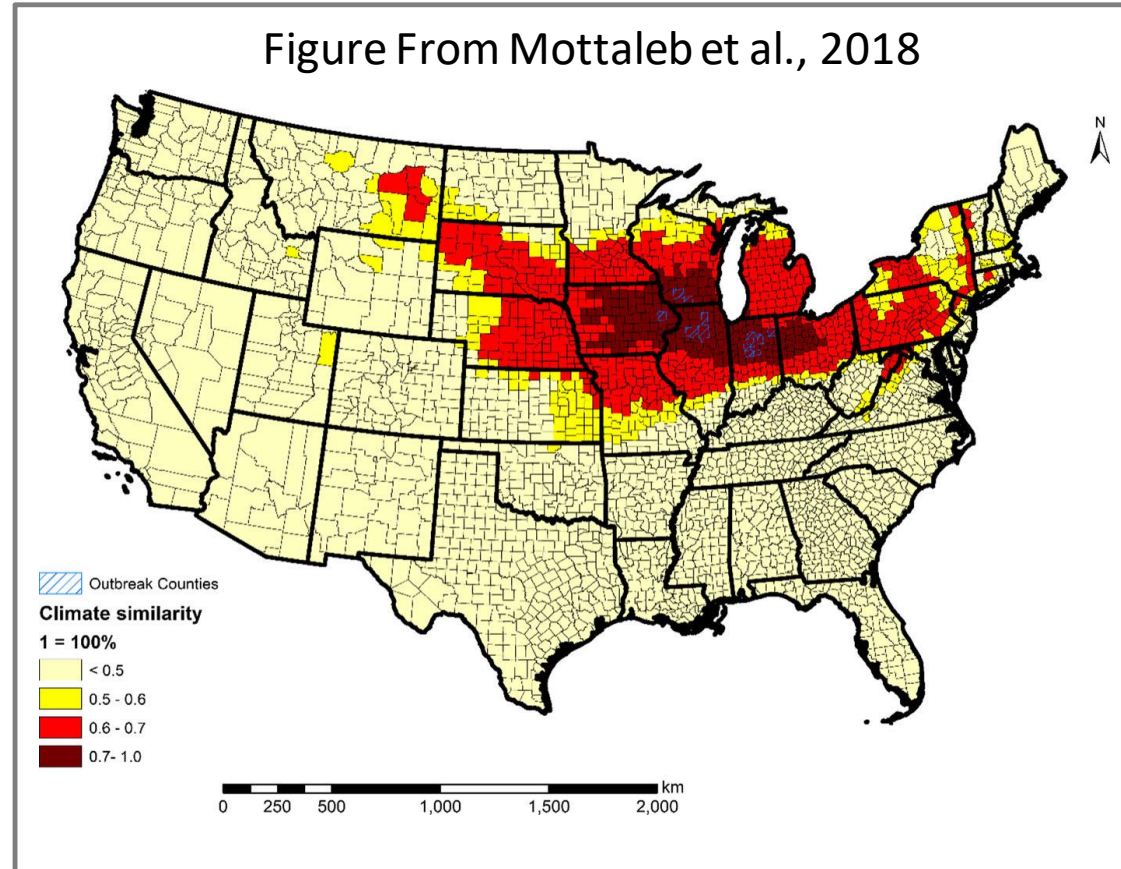 Figure From Mottaleb et al., 2018
N
Outbreak Counties
Climate similarity
1 = 100%
< 0.5
0.5 - 0.6
0.6 - 0.7
0.7- 1.0
km
0 250 500 1,000 1,500 2,000